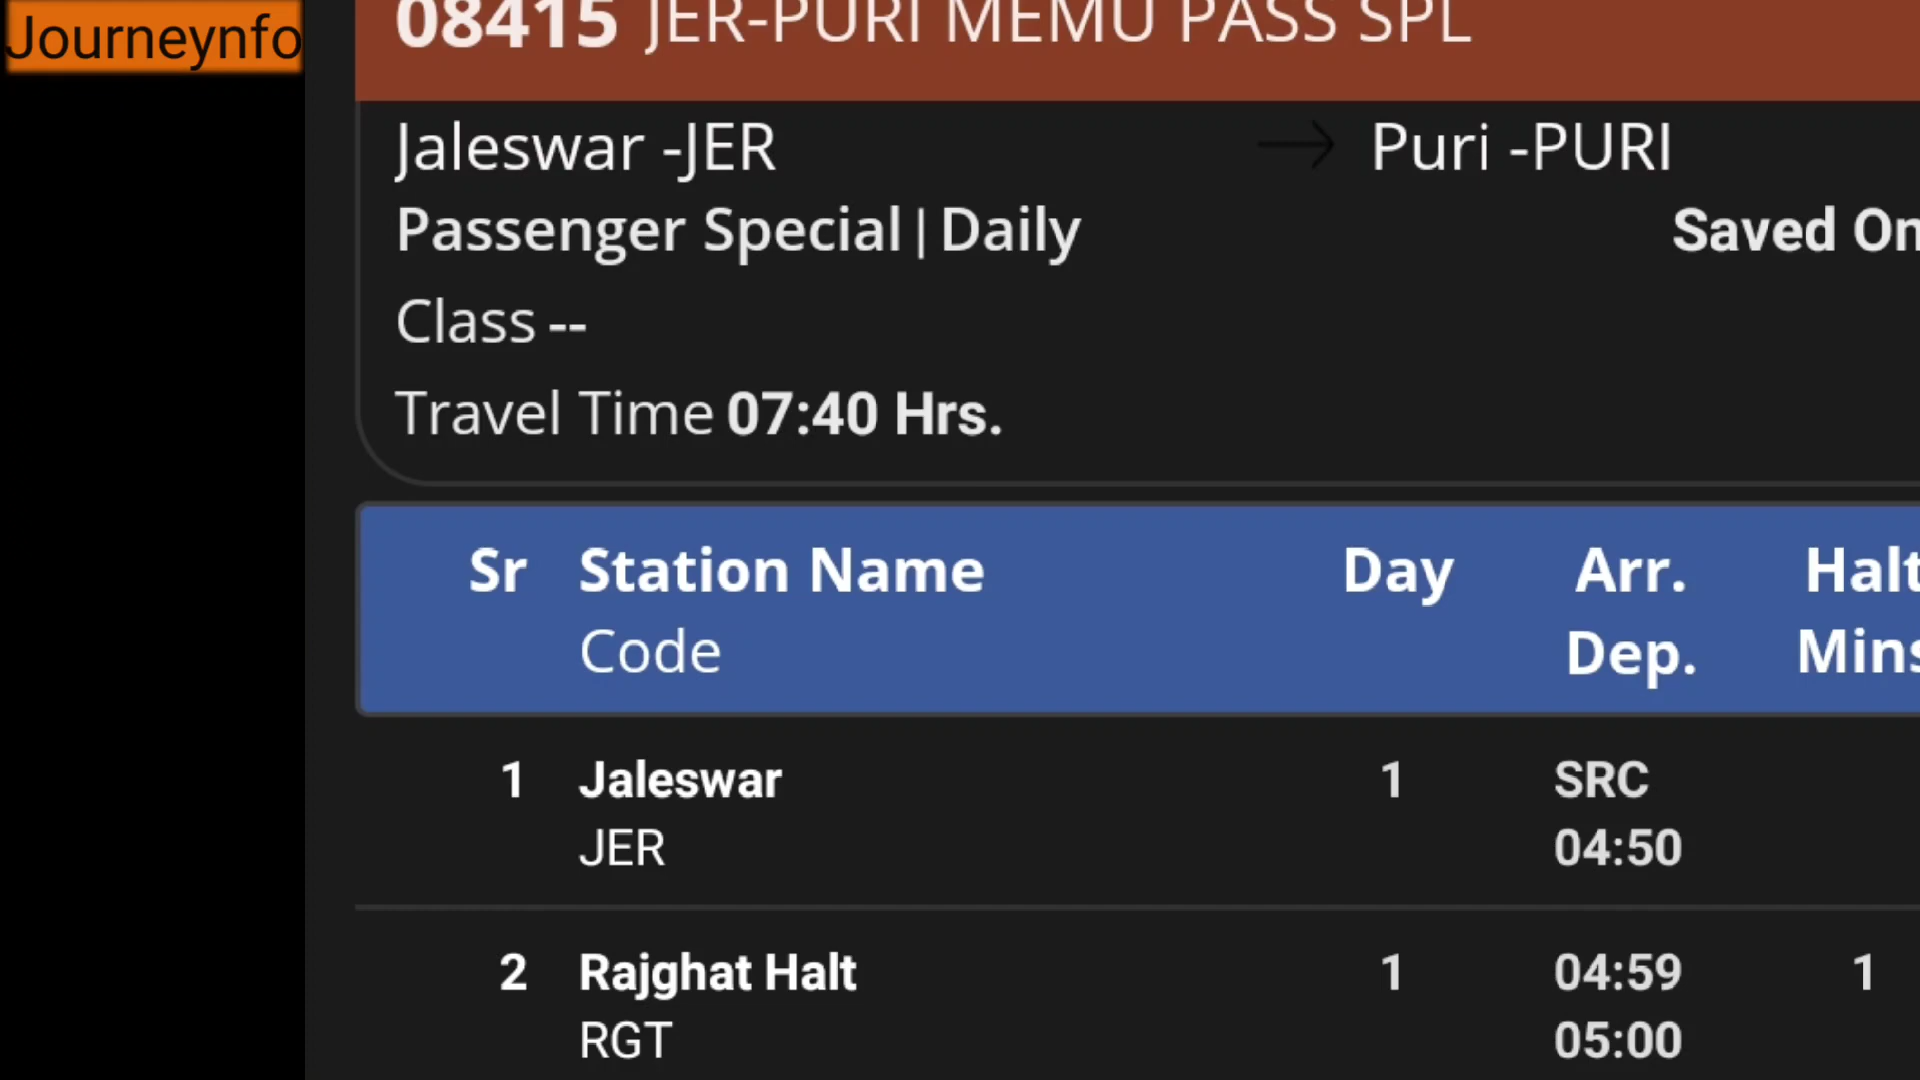 Journeynfo
08415 JER-PURI MEMU PASS SPL
Jaleswar -JER → Puri -PURI
Passenger Special | Daily Saved On
Class --
Travel Time 07:40 Hrs.
Sr Station Name Day Arr. Halt
Code Dep. Mins
1 Jaleswar 1 SRC
JER 04:50
2 Rajghat Halt 1 04:59 1
RGT 05:00